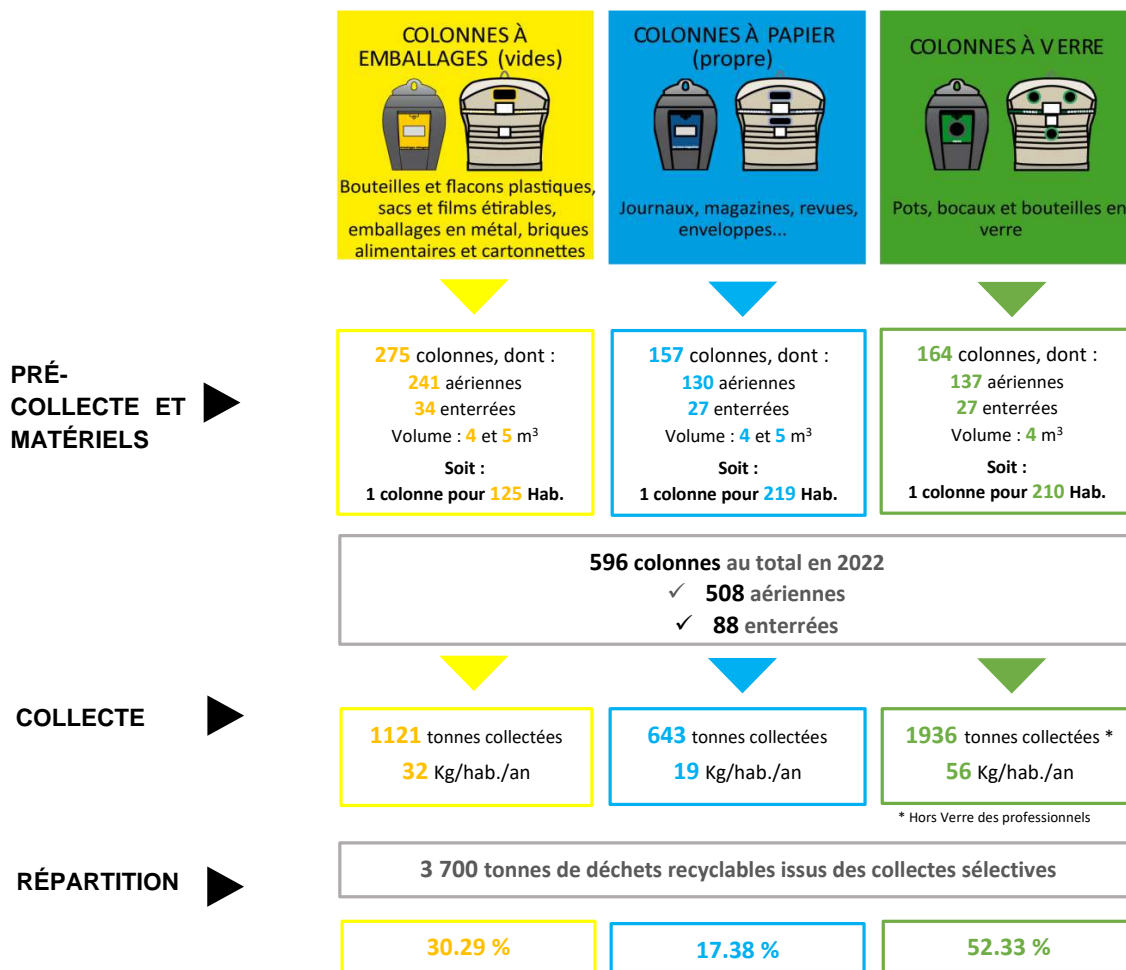 COLONNES À
EMBALLAGES (vides)
Bouteilles et flacons plastiques,
sacs et films étirables,
emballages en métal, briques
alimentaires et cartonnettes
COLONNES À PAPIER
(propre)
Journaux, magazines, revues,
enveloppes...
COLONNES À VERRE
Pots, bocaux et bouteilles en
verre
PRÉ-
COLLECTE ET
MATÉRIELS
275 colonnes, dont :
241 aériennes
34 enterrées
Volume : 4 et 5 m³
Soit :
1 colonne pour 125 Hab.
157 colonnes, dont :
130 aériennes
27 enterrées
Volume : 4 et 5 m³
Soit :
1 colonne pour 219 Hab.
164 colonnes, dont :
137 aériennes
27 enterrées
Volume : 4 m³
Soit :
1 colonne pour 210 Hab.
596 colonnes au total en 2022
✓ 508 aériennes
✓ 88 enterrées
COLLECTE
1121 tonnes collectées
32 Kg/hab./an
643 tonnes collectées
19 Kg/hab./an
1936 tonnes collectées *
56 Kg/hab./an
* Hors Verre des professionnels
RÉPARTITION
3 700 tonnes de déchets recyclables issus des collectes sélectives
30.29 %
17.38 %
52.33 %